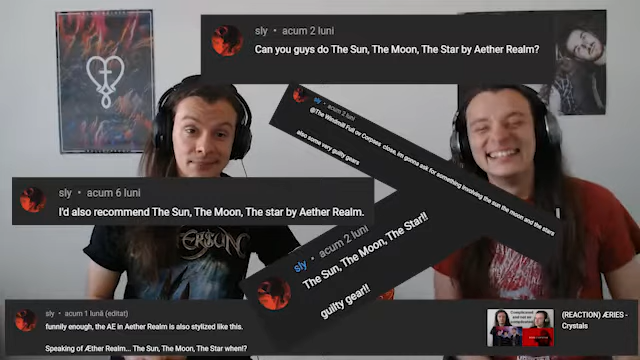 sly • acum 2 luni
Can you guys do The Sun, The Moon, The Star by Aether Realm?
sly • acum 2 luni
@The Windmill Full ov Corpses close, im gonna ask for something involving the sun the moon and the stars
also some very guilty gears
sly • acum 6 luni
I'd also recommend The Sun, The Moon, The star by Aether Realm.
sly • acum 2 luni
The Sun, The Moon, The Star!!
guilty gear!!
sly • acum 1 lună (editat)
funnily enough, the AE in Aether Realm is also stylized like this.
Speaking of Æther Realm... The Sun, The Moon, The Star when!?
(REACTION) ÆRIES -
Crystals